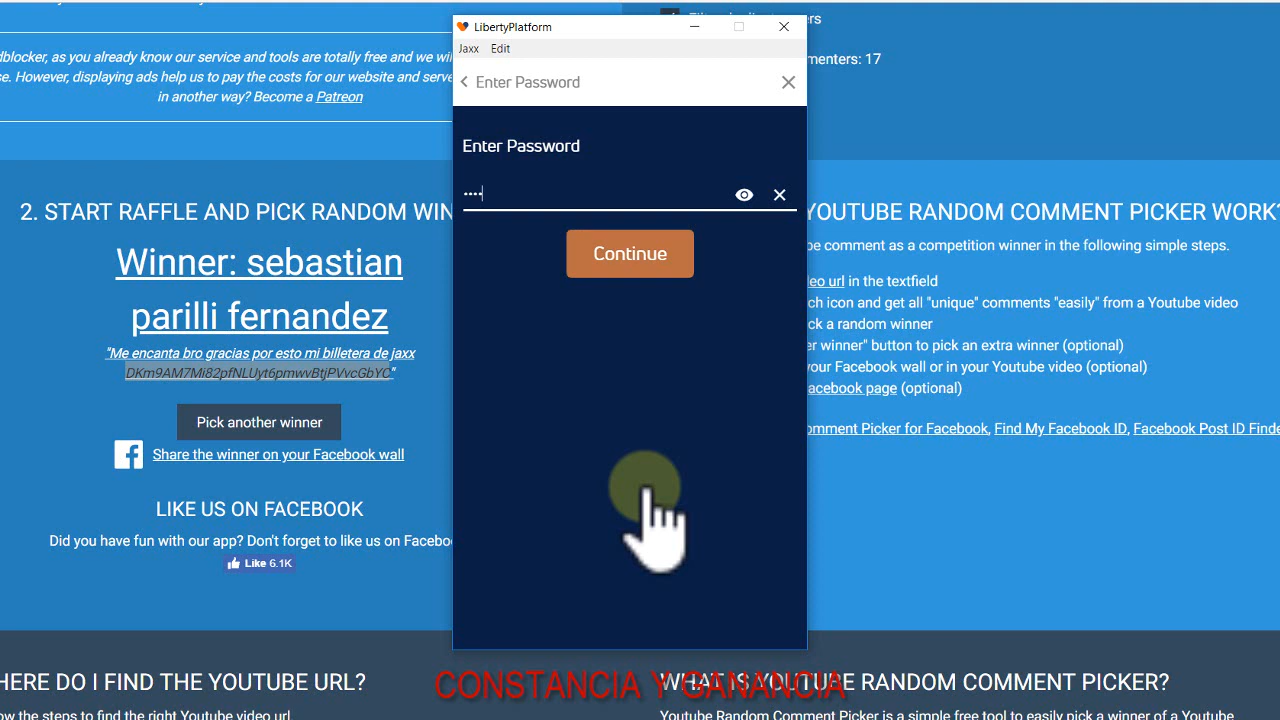 LibertyPlatform
Jaxx Edit
Enter Password
Enter Password
Continue
dblocker, as you already know our service and tools are totally free and we wil
se. However, displaying ads help us to pay the costs for our website and serve
in another way? Become a Patreon
menters: 17
2. START RAFFLE AND PICK RANDOM WIN
Winner: sebastian
parilli fernandez
"Me encanta bro gracias por esto mi billetera de jaxx
DKm9AM7Mi82pfNLUyt6pmwvBtjPVvcGbYC"
Pick another winner
Share the winner on your Facebook wall
LIKE US ON FACEBOOK
Did you have fun with our app? Don't forget to like us on Facebo
Like 6.1K
YOUTUBE RANDOM COMMENT PICKER WORK?
be comment as a competition winner in the following simple steps.
eo url in the textfield
ch icon and get all "unique" comments "easily" from a Youtube video
ck a random winner
er winner" button to pick an extra winner (optional)
your Facebook wall or in your Youtube video (optional)
acebook page (optional)
omment Picker for Facebook, Find My Facebook ID, Facebook Post ID Finde
CONSTANCIA Y GANANCIA
HERE DO I FIND THE YOUTUBE URL?
WHAT IS YOUTUBE RANDOM COMMENT PICKER?
ow the steps to find the right Youtube video url
Youtube Random Comment Picker is a simple free tool to easily pick a winner of a Youtube